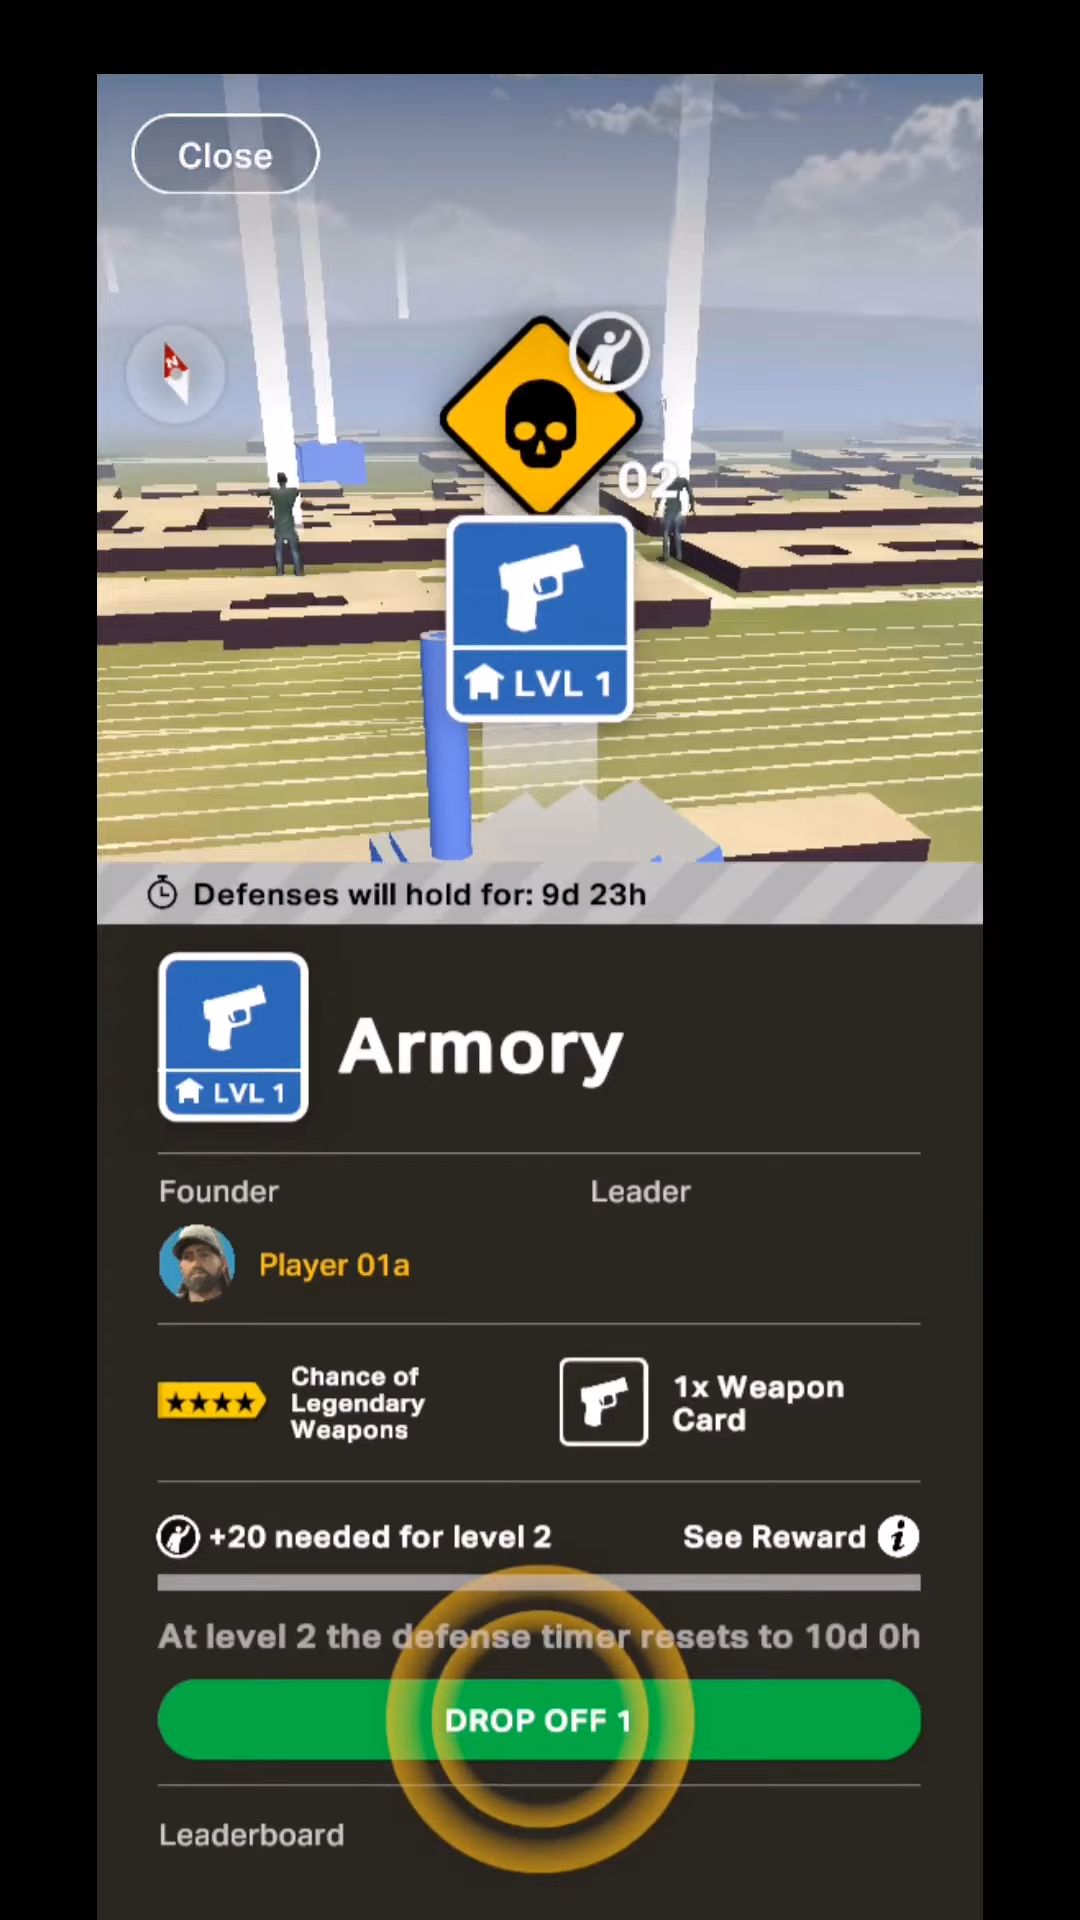 Close
N
02
LVL 1
Defenses will hold for: 9d 23h
LVL 1
Armory
Founder
Leader
Player 01a
Chance of
Legendary
Weapons
1x Weapon
Card
+20 needed for level 2
See Reward i
At level 2 the defense timer resets to 10d 0h
DROP OFF 1
Leaderboard